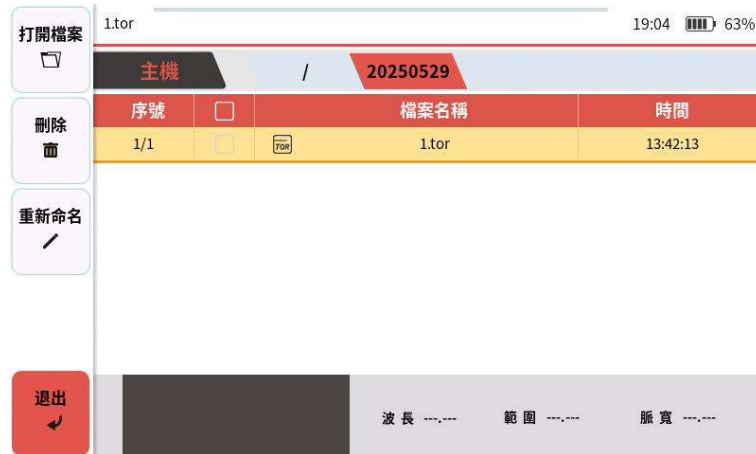 打開檔案
1.tor
19:04
63%
主機
/
20250529
序號
檔案名稱
時間
刪除
1/1
TOR
1.tor
13:42:13
重新命名
退出
波長 ---.---
範圍 ---.---
脈寬 ---.---